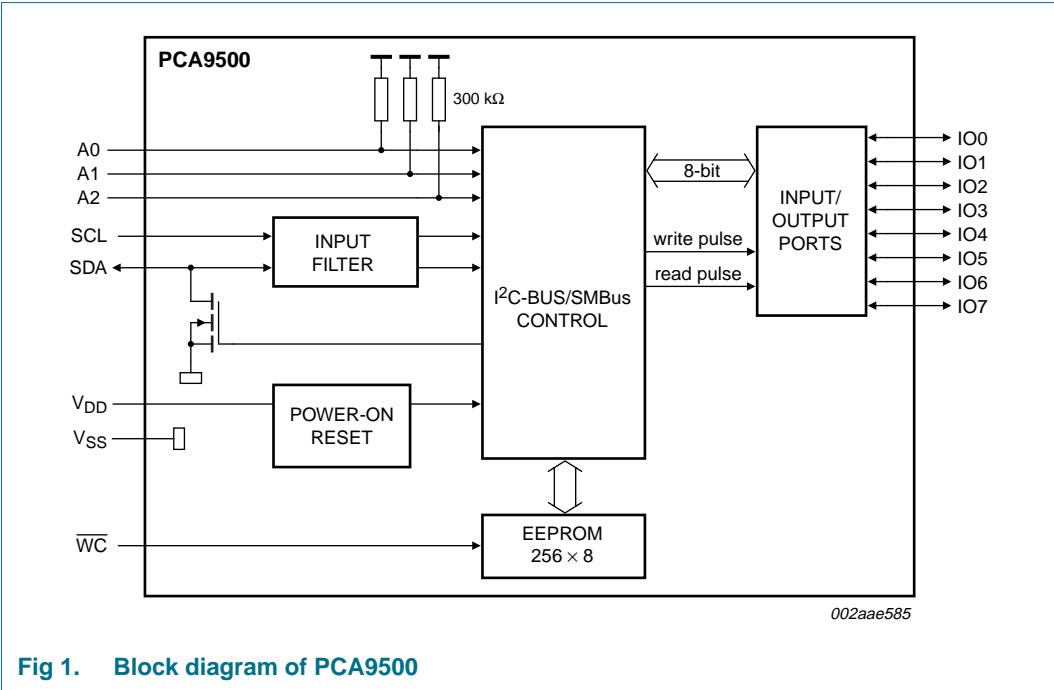 PCA9500
300 kΩ
A0
A1
A2
SCL
SDA
INPUT
FILTER
I²C-BUS/SMBus
CONTROL
8-bit
write pulse
read pulse
INPUT/
OUTPUT
PORTS
IO0
IO1
IO2
IO3
IO4
IO5
IO6
IO7
VDD
VSS
POWER-ON
RESET
WC
EEPROM
256 × 8
002aae585
Fig 1. Block diagram of PCA9500